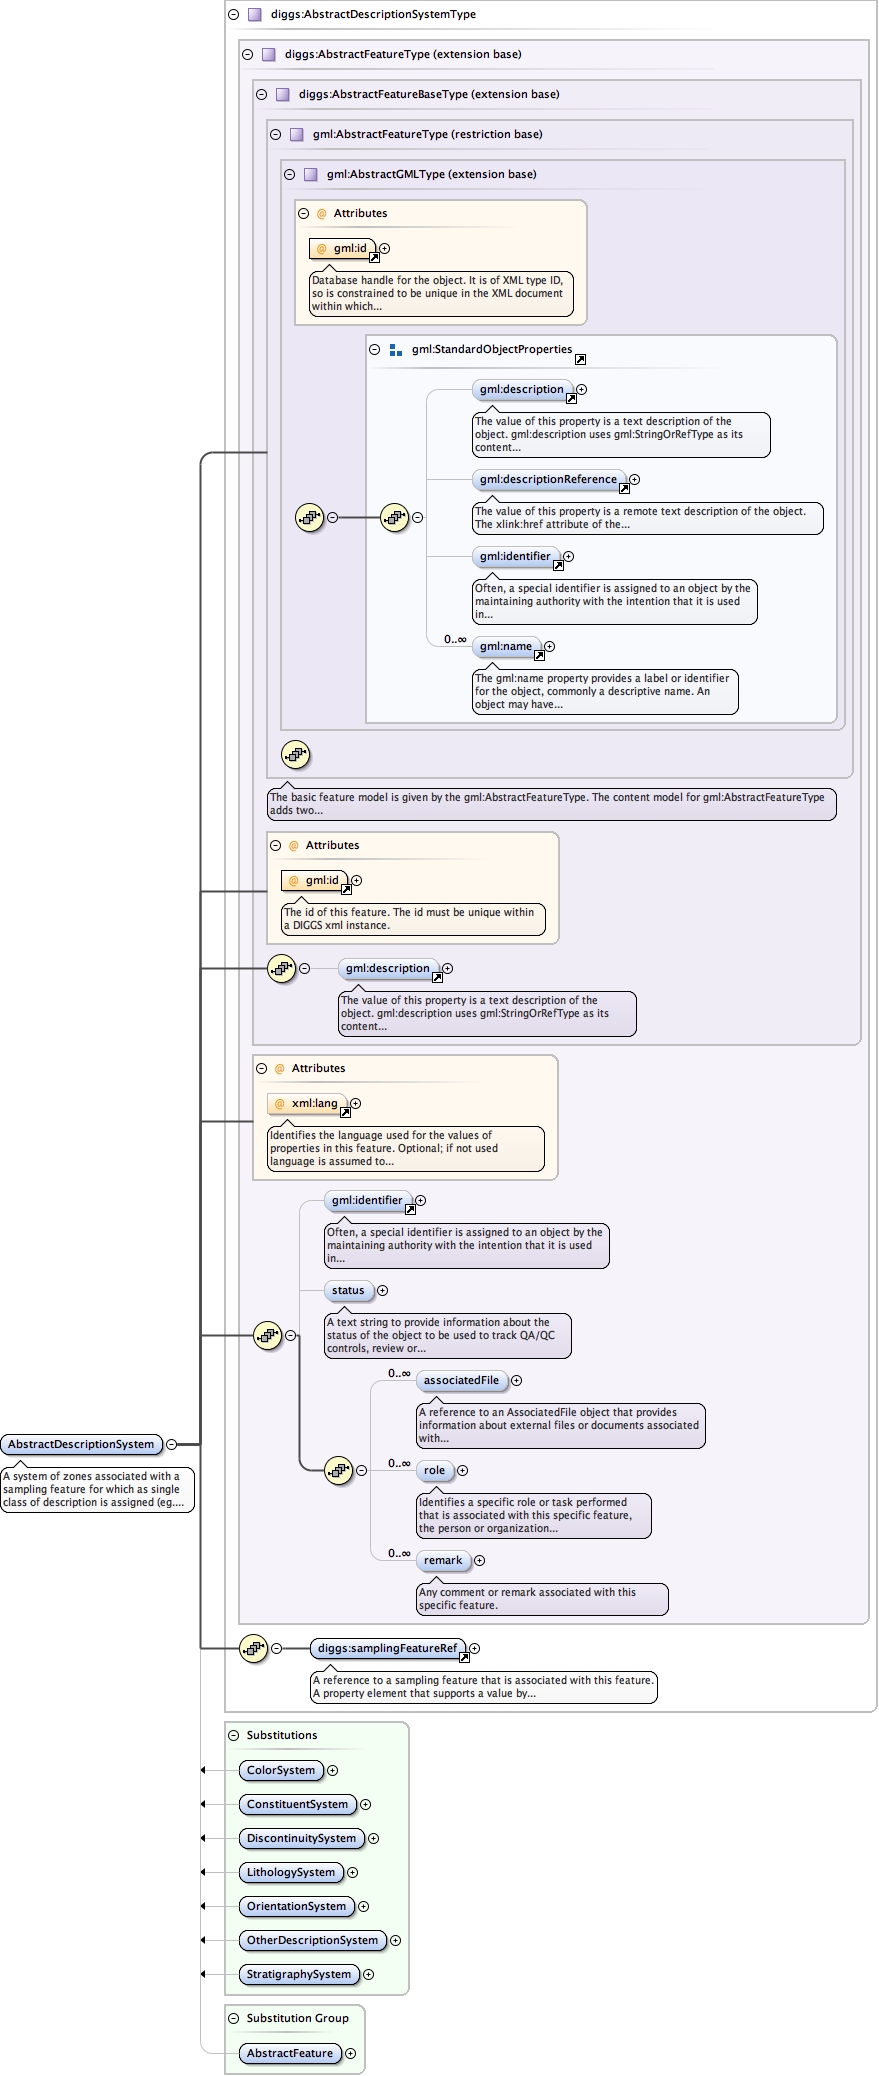 diggs:AbstractDescriptionSystemType
diggs:AbstractFeatureType (extension base)
diggs:AbstractFeatureBaseType (extension base)
gml:AbstractFeatureType (restriction base)
gml:AbstractGMLType (extension base)
@ Attributes
@ gml:id
Database handle for the object. It is of XML type ID,
so is constrained to be unique in the XML document
within which...
gml:StandardObjectProperties
gml:description
The value of this property is a text description of the
object. gml:description uses gml:StringOrRefType as its
content...
gml:descriptionReference
The value of this property is a remote text description of the object.
The xlink:href attribute of the...
gml:identifier
Often, a special identifier is assigned to an object by the
maintaining authority with the intention that it is used
in...
0..∞
gml:name
The gml:name property provides a label or identifier
for the object, commonly a descriptive name. An
object may have...
The basic feature model is given by the gml:AbstractFeatureType. The content model for gml:AbstractFeatureType
adds two...
@ Attributes
@ gml:id
The id of this feature. The id must be unique within
a DIGGS xml instance.
gml:description
The value of this property is a text description of the
object. gml:description uses gml:StringOrRefType as its
content...
@ Attributes
@ xml:lang
Identifies the language used for the values of
properties in this feature. Optional; if not used
language is assumed to...
gml:identifier
Often, a special identifier is assigned to an object by the
maintaining authority with the intention that it is used
in...
status
A text string to provide information about the
status of the object to be used to track QA/QC
controls, review or...
0..∞
associatedFile
A reference to an AssociatedFile object that provides
information about external files or documents associated
with...
0..∞
role
Identifies a specific role or task performed
that is associated with this specific feature,
the person or organization...
0..∞
remark
Any comment or remark associated with this
specific feature.
AbstractDescriptionSystem
A system of zones associated with a
sampling feature for which as single
class of description is assigned (eg....
diggs:samplingFeatureRef
A reference to a sampling feature that is associated with this feature.
A property element that supports a value by...
Substitutions
ColorSystem
ConstituentSystem
DiscontinuitySystem
LithologySystem
OrientationSystem
OtherDescriptionSystem
StratigraphySystem
Substitution Group
AbstractFeature